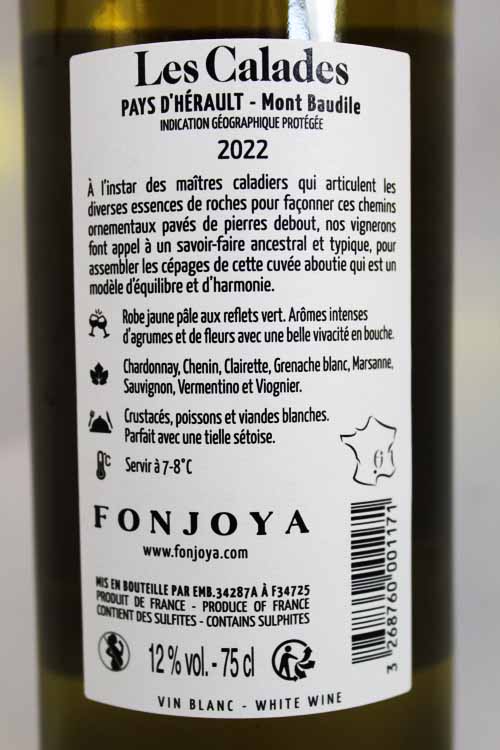 Les Calades
PAYS D'HÉRAULT - Mont Baudile
INDICATION GÉOGRAPHIQUE PROTÉGÉE
2022
À l'instar des maîtres caladiers qui articulent les
diverses essences de roches pour façonner ces chemins
ornementaux pavés de pierres debout, nos vignerons
font appel à un savoir-faire ancestral et typique, pour
assembler les cépages de cette cuvée aboutie qui est un
modèle d'équilibre et d'harmonie.
Robe jaune pâle aux reflets vert. Arômes intenses
d'agrumes et de fleurs avec une belle vivacité en bouche.
Chardonnay, Chenin, Clairette, Grenache blanc, Marsanne,
Sauvignon, Vermentino et Viognier.
Crustacés, poissons et viandes blanches.
Parfait avec une tielle sétoise.
°C
Servir à 7-8°C
FONJOYA
www.fonjoya.com
MIS EN BOUTEILLE PAR EMB.34287A À F34725
PRODUIT DE FRANCE - PRODUCE OF FRANCE
CONTIENT DES SULFITES - CONTAINS SULPHITES
12 % vol. - 75 cl
3 268760 001171
VIN BLANC - WHITE WINE